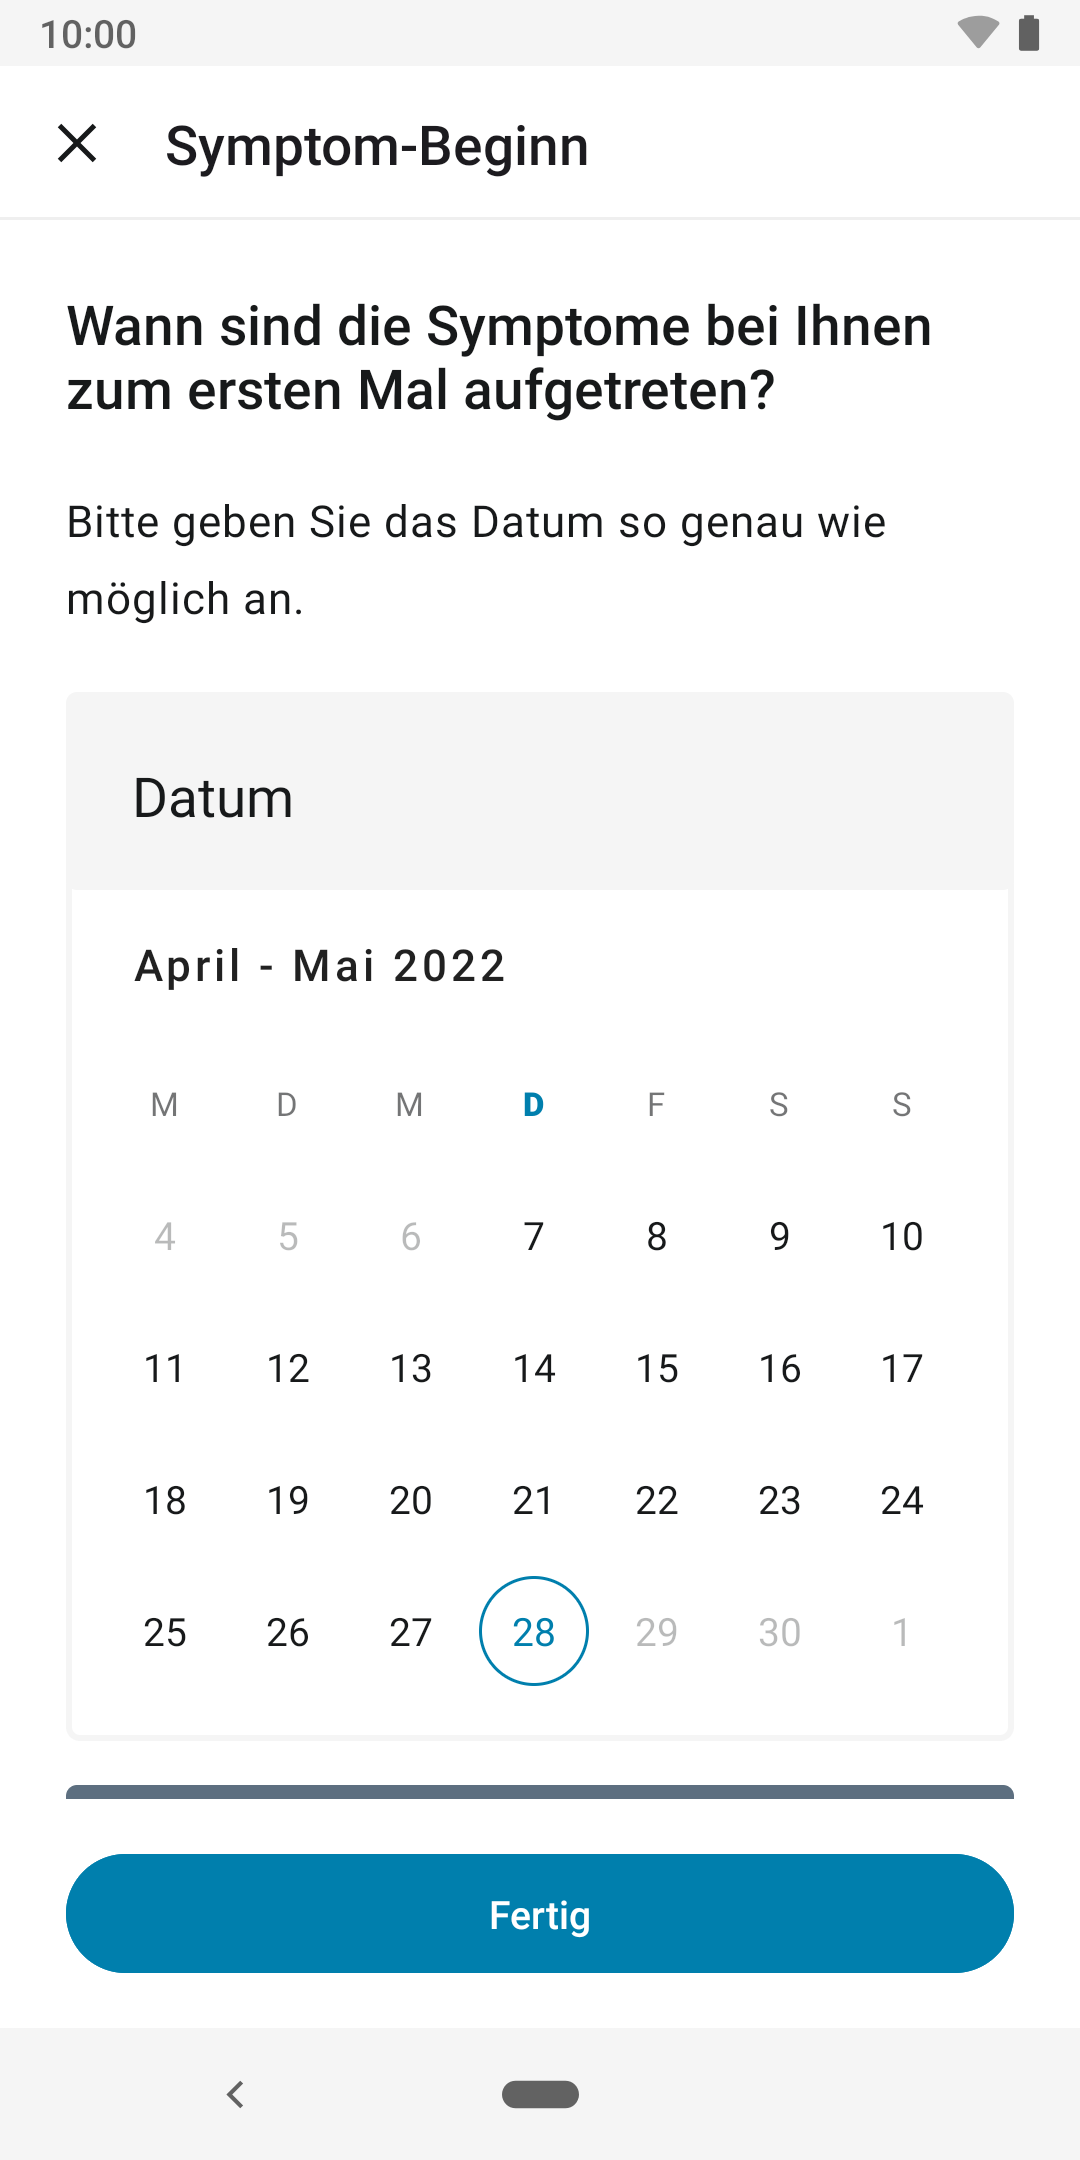 10:00
Symptom-Beginn
Wann sind die Symptome bei Ihnen
zum ersten Mal aufgetreten?
Bitte geben Sie das Datum so genau wie
möglich an.
Datum
April - Mai 2022
M D M D F S S
4 5 6 7 8 9 10
11 12 13 14 15 16 17
18 19 20 21 22 23 24
25 26 27 28 29 30 1
Fertig